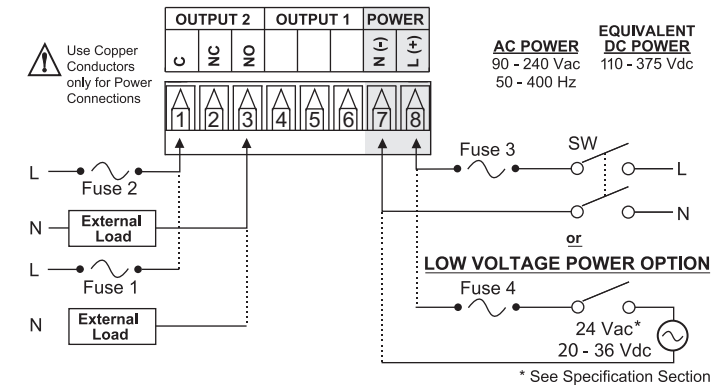 OUTPUT 2 OUTPUT 1 POWER
C NC NO N (-) L (+)
1 2 3 4 5 6 7 8
Use Copper
Conductors
only for Power
Connections
AC POWER
90 - 240 Vac
50 - 400 Hz
EQUIVALENT
DC POWER
110 - 375 Vdc
L
Fuse 2
N
External
Load
L
Fuse 1
N
External
Load
Fuse 3
SW
L
N
or
LOW VOLTAGE POWER OPTION
Fuse 4
24 Vac*
20 - 36 Vdc
* See Specification Section